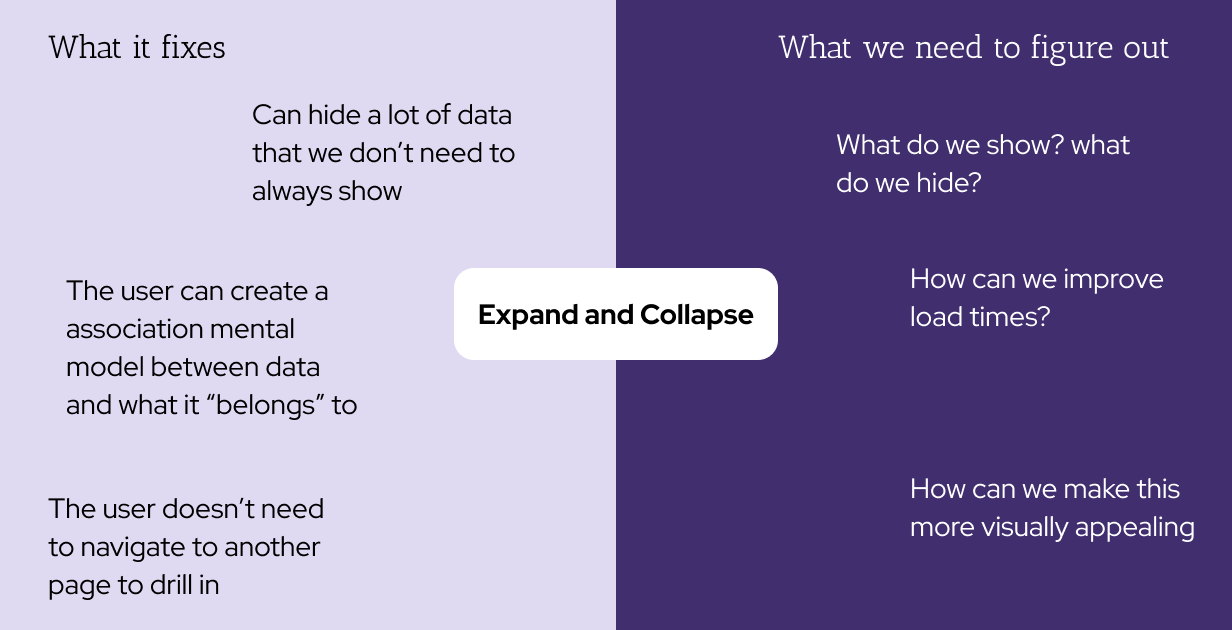 What it fixes
Can hide a lot of data
that we don’t need to
always show
The user can create a
association mental
model between data
and what it “belongs” to
The user doesn’t need
to navigate to another
page to drill in
Expand and Collapse
What we need to figure out
What do we show? what
do we hide?
How can we improve
load times?
How can we make this
more visually appealing